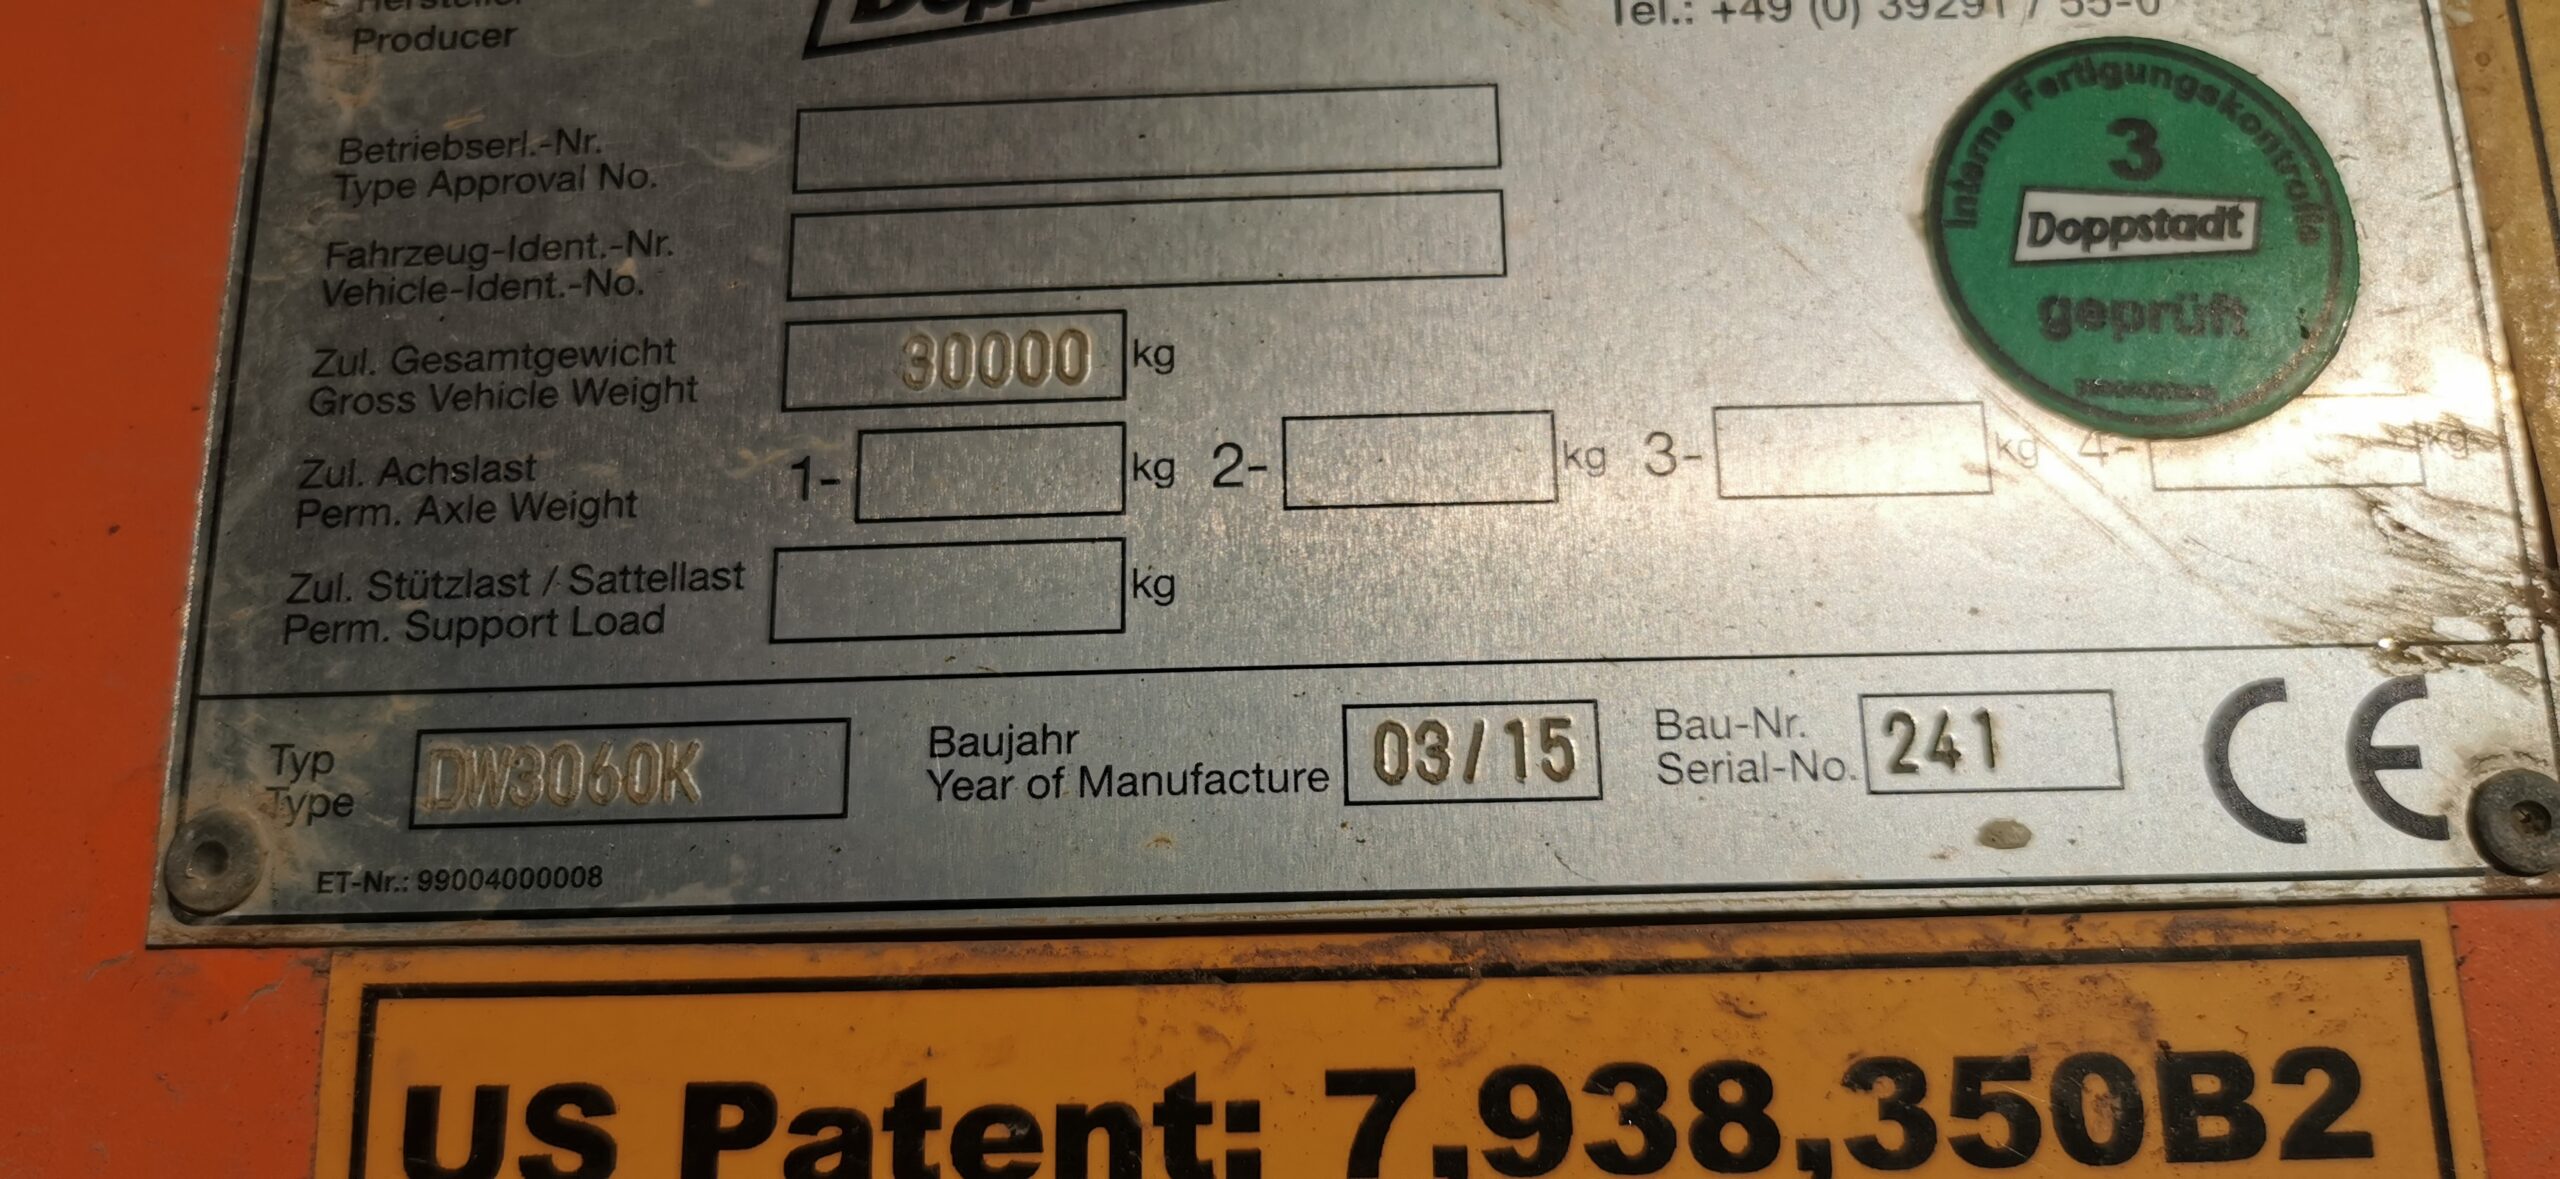 Hersteller
Producer
Doppstadt
Tel.: +49 (0) 39291 / 55-0
Betriebserl.-Nr.
Type Approval No.
Fahrzeug-Ident.-Nr.
Vehicle-Ident.-No.
Interne Fertigungskontrolle
3
Doppstadt
geprüft
Zul. Gesamtgewicht
Gross Vehicle Weight
30000 kg
Zul. Achslast
Perm. Axle Weight
1- kg 2- kg 3- kg 4- kg
Zul. Stützlast / Sattellast
Perm. Support Load
kg
Typ
Type
DW3060K
Baujahr
Year of Manufacture
03/15
Bau-Nr.
Serial-No.
241
CE
ET-Nr.: 99004000008
US Patent: 7,938,350B2